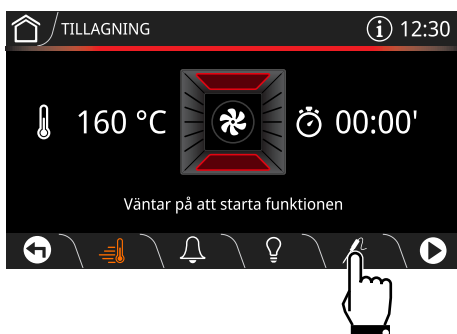 TILLAGNING
i 12:30
160 °C
00:00'
Väntar på att starta funktionen